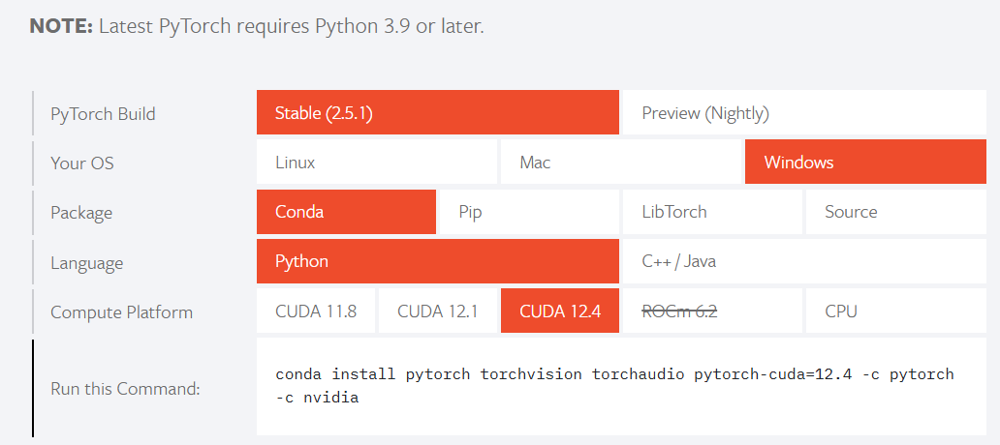 NOTE: Latest PyTorch requires Python 3.9 or later.
PyTorch Build
Stable (2.5.1)
Preview (Nightly)
Your OS
Linux
Mac
Windows
Package
Conda
Pip
LibTorch
Source
Language
Python
C++ / Java
Compute Platform
CUDA 11.8
CUDA 12.1
CUDA 12.4
ROCm 6.2
CPU
Run this Command:
conda install pytorch torchvision torchaudio pytorch-cuda=12.4 -c pytorch
-c nvidia